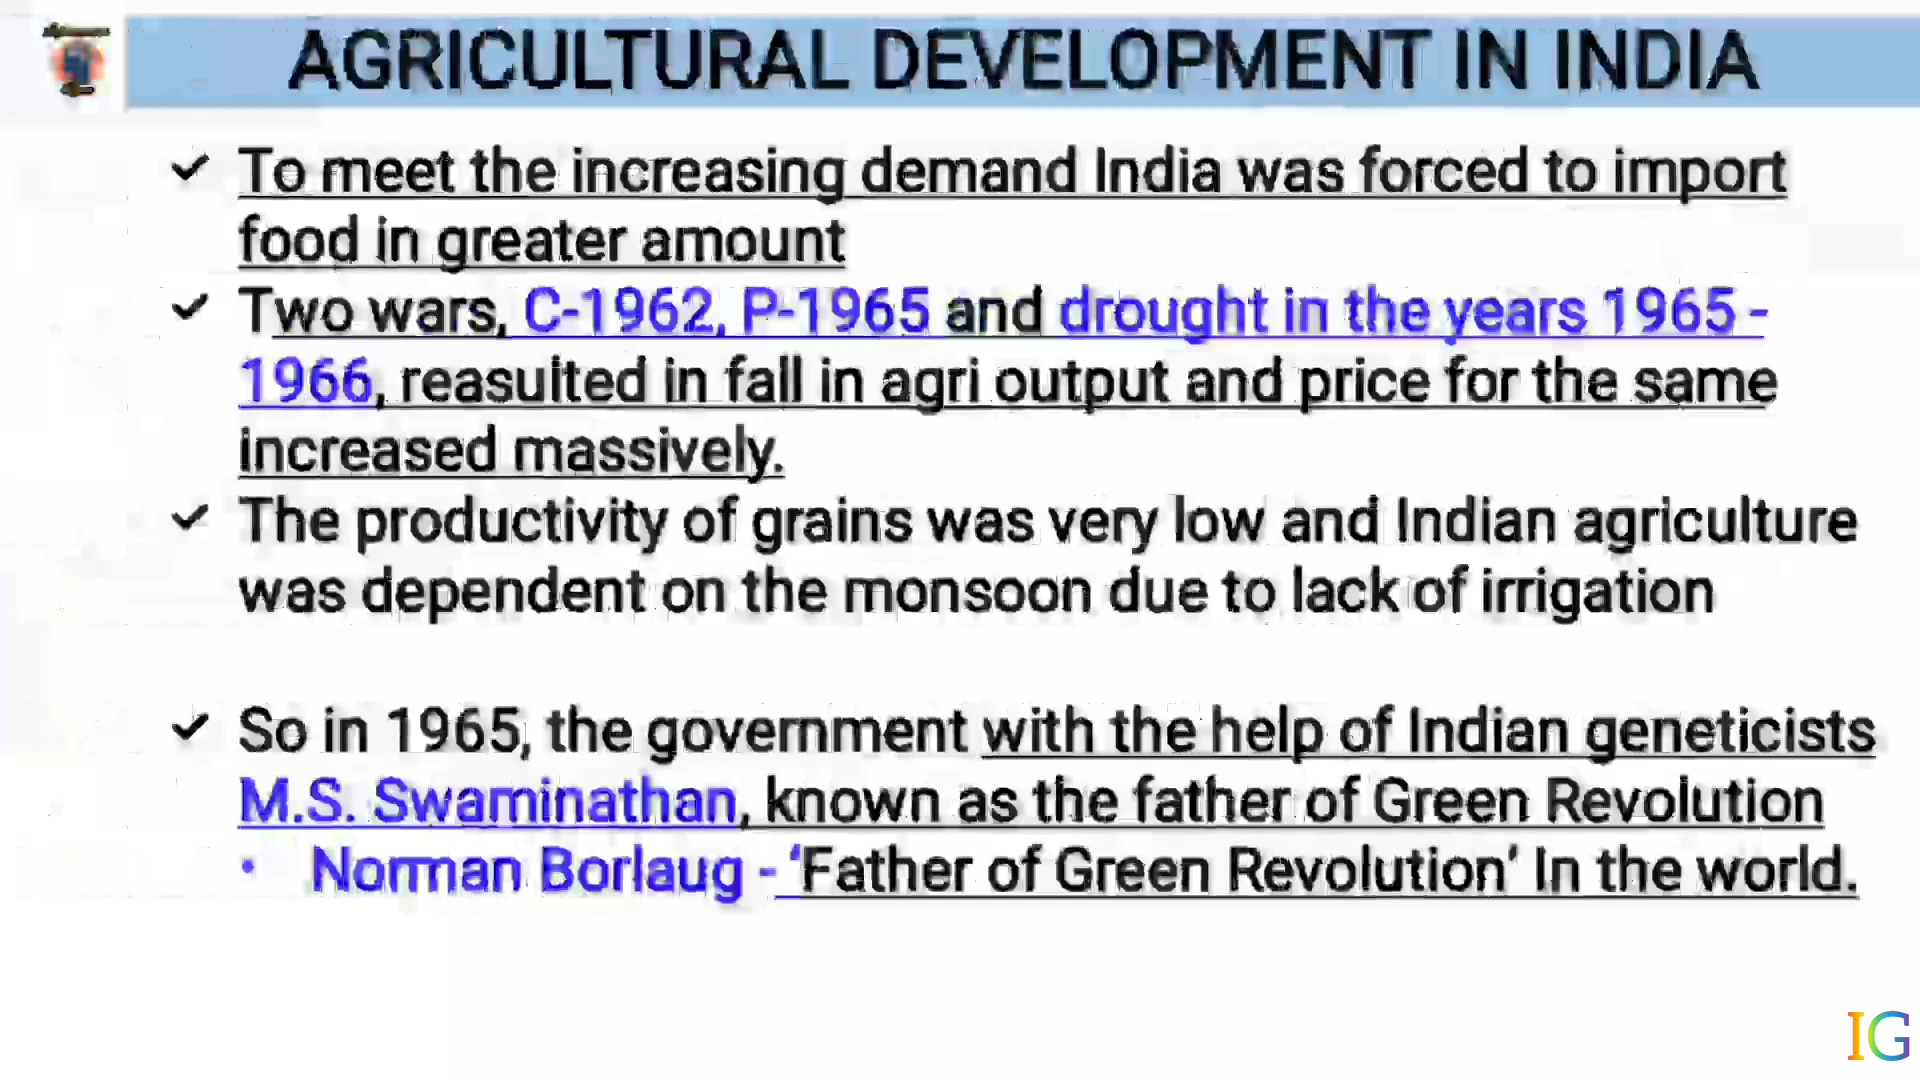 AGRICULTURAL DEVELOPMENT IN INDIA
✓ To meet the increasing demand India was forced to import
food in greater amount
✓ Two wars, C-1962, P-1965 and drought in the years 1965 -
1966, reasulted in fall in agri output and price for the same
increased massively.
✓ The productivity of grains was very low and Indian agriculture
was dependent on the monsoon due to lack of irrigation
✓ So in 1965, the government with the help of Indian geneticists
M.S. Swaminathan, known as the father of Green Revolution
• Norman Borlaug - ‘Father of Green Revolution’ In the world.
IG